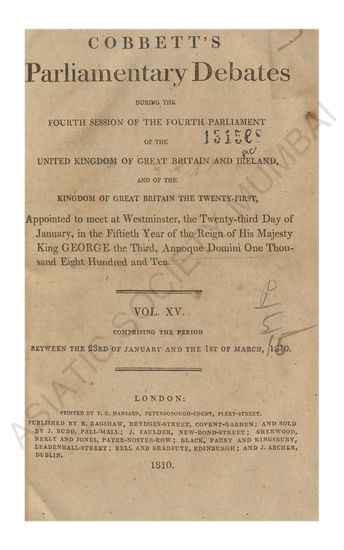 COBBETT'S
Parliamentary Debates
DURING THE
FOURTH SESSION OF THE FOURTH PARLIAMENT
OF THE
UNITED KINGDOM OF GREAT BRITAIN AND IRELAND,
AND OF THE
KINGDOM OF GREAT BRITAIN THE TWENTY-FIRST,
Appointed to meet at Westminster, the Twenty-third Day of
January, in the Fiftieth Year of the Reign of His Majesty
King GEORGE the Third, Annoque Domini One Thou-
sand Eight Hundred and Ten.
VOL. XV.
COMPRISING THE PERIOD
BETWEEN THE 23RD OF JANUARY AND THE 1ST OF MARCH, 1810.
LONDON:
PRINTED BY T. C. HANSARD, PETERBOROUGH-COURT, FLEET-STREET.
PUBLISHED BY R. BAGSHAW, BRYDGES-STREET, COVENT-GARDEN; AND SOLD
BY J. BUDD, PALL-MALL; J. FAULDER, NEW-BOND-STREET; SHERWOOD,
NEELY AND JONES, PATER-NOSTER-ROW; BLACK, PARRY AND KINGSBURY,
LEADENHALL-STREET; BELL AND BRADFUTE, EDINBURGH; AND J. ARCHER,
DUBLIN.
1810.
ASIATIC SOCIETY MUMBAI